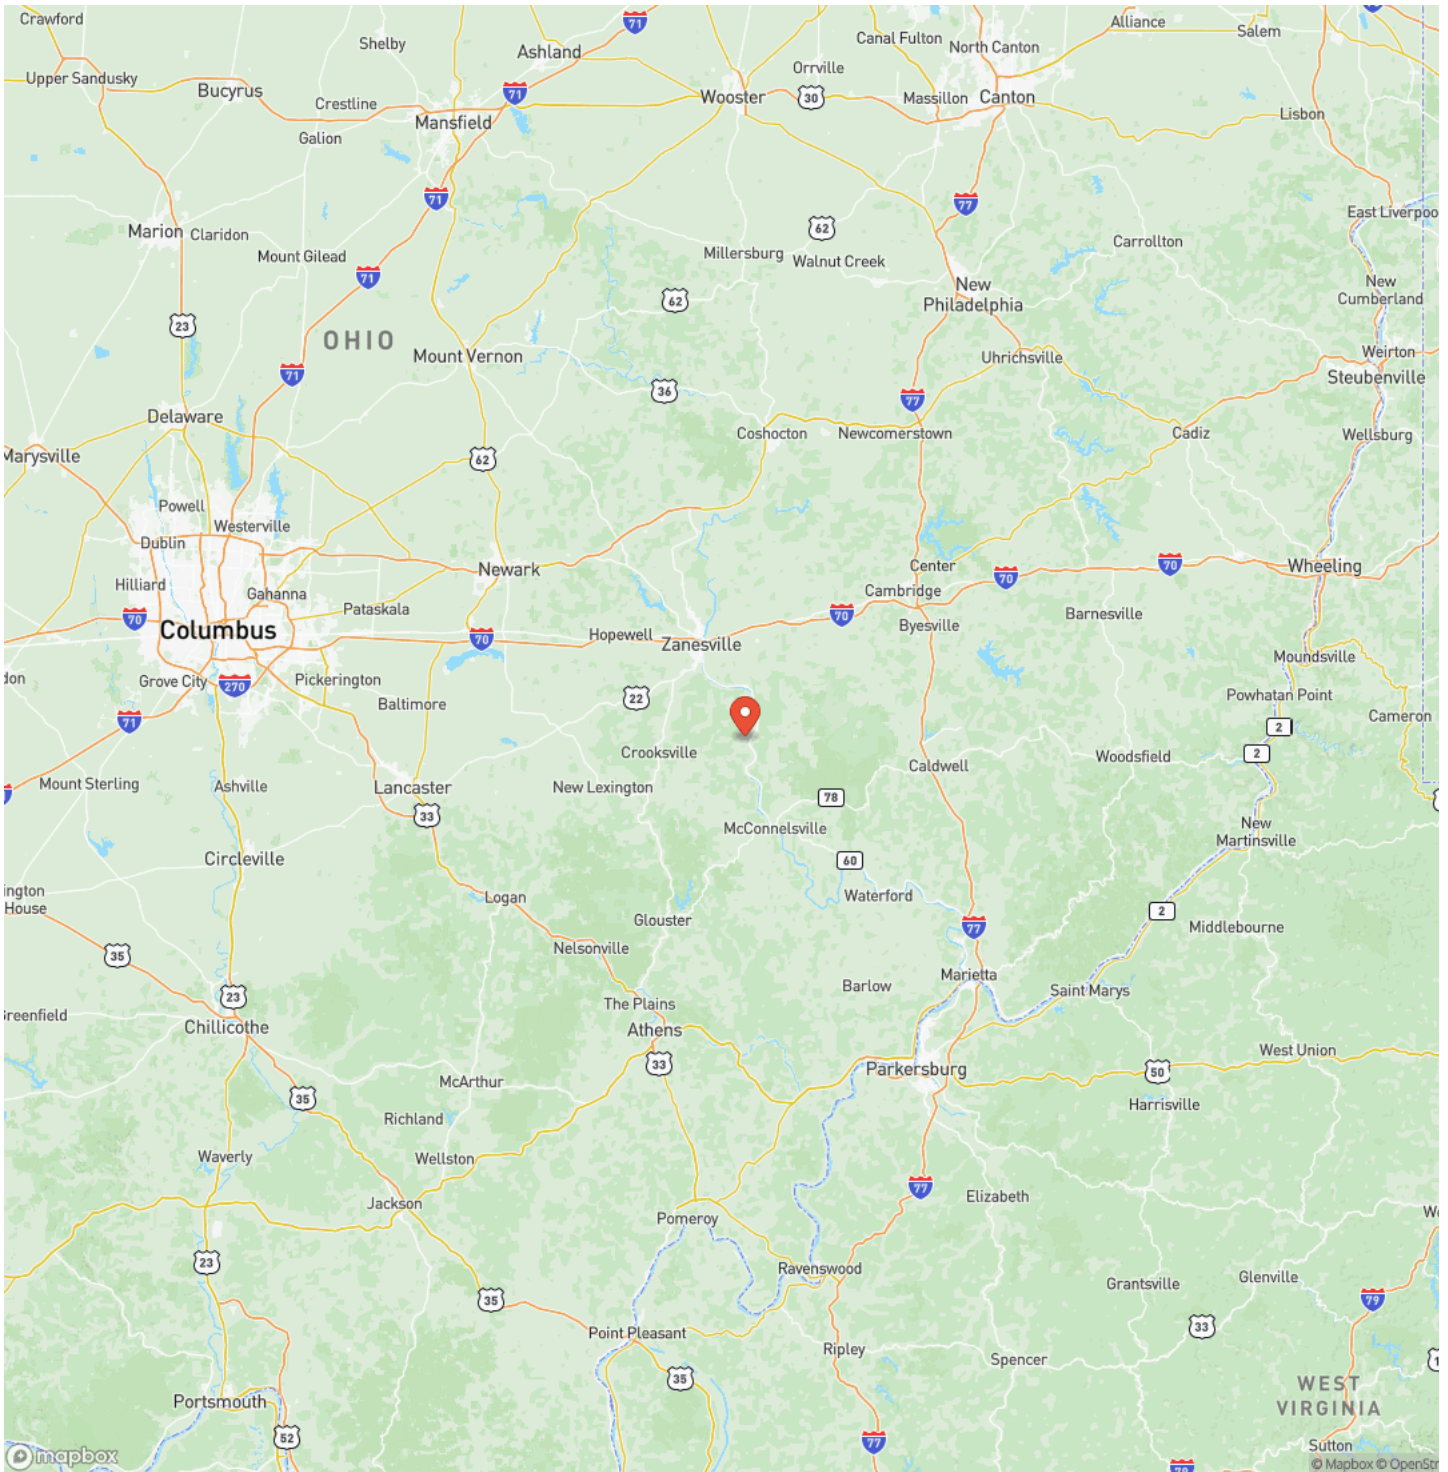 Crawford
71
Ashland
Alliance
Shelby
Canal Fulton
North Canton
Salem
Upper Sandusky
Orrville
Bucyrus
71
Crestline
Wooster
30
Massillon
Canton
Mansfield
Lisbon
Galion
71
77
East Liverpoo
Marion
Claridon
62
Carrollton
Mount Gilead
Millersburg
Walnut Creek
71
New
Philadelphia
New
Cumberland
62
23
OHIO
Mount Vernon
Uhrichsville
Weirton
71
Steubenville
36
77
Delaware
Coshocton
Newcomerstown
Cadiz
Wellsburg
Marysville
62
Powell
Westerville
Dublin
Newark
Center
70
70
Wheeling
Hilliard
Gahanna
Cambridge
Pataskala
70
70
Barnesville
Columbus
70
Hopewell
Zanesville
Byesville
Moundsville
don
Grove City
270
Pickerington
22
Powhatan Point
Baltimore
71
2
Cameron
Crooksville
2
Woodsfield
Caldwell
Mount Sterling
Ashville
Lancaster
New Lexington
78
33
McConnelsville
New
Martinsville
Circleville
60
ington
House
Logan
Waterford
2
Glouster
77
Middlebourne
35
Nelsonville
Marietta
Barlow
Saint Marys
23
The Plains
Greenfield
Chillicothe
Athens
West Union
33
Parkersburg
50
McArthur
35
Richland
Harrisville
Waverly
Wellston
77
Elizabeth
Jackson
Pomeroy
23
Ravenswood
Grantsville
Glenville
35
79
33
Point Pleasant
Ripley
Spencer
35
WEST
VIRGINIA
Portsmouth
52
77
Sutton
mapbox
79
© Mapbox © OpenStr